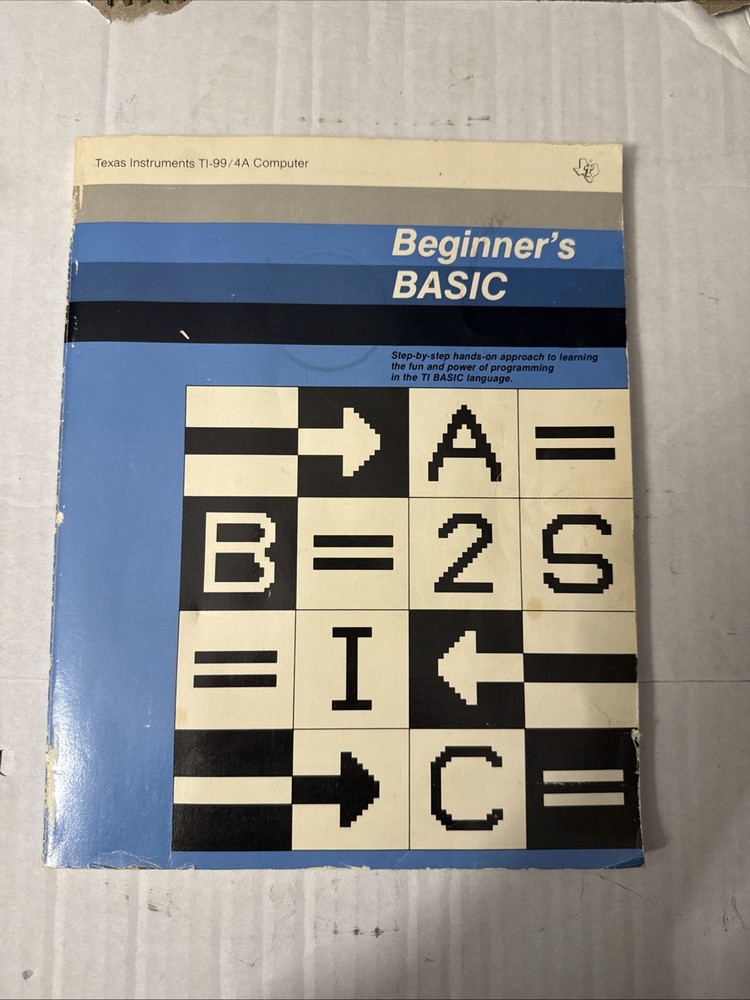 Texas Instruments TI-99/4A Computer
Beginner's
BASIC
Step-by-step hands-on approach to learning
the fun and power of programming
in the TI BASIC language.
A =
B = 2 S
= I
C =